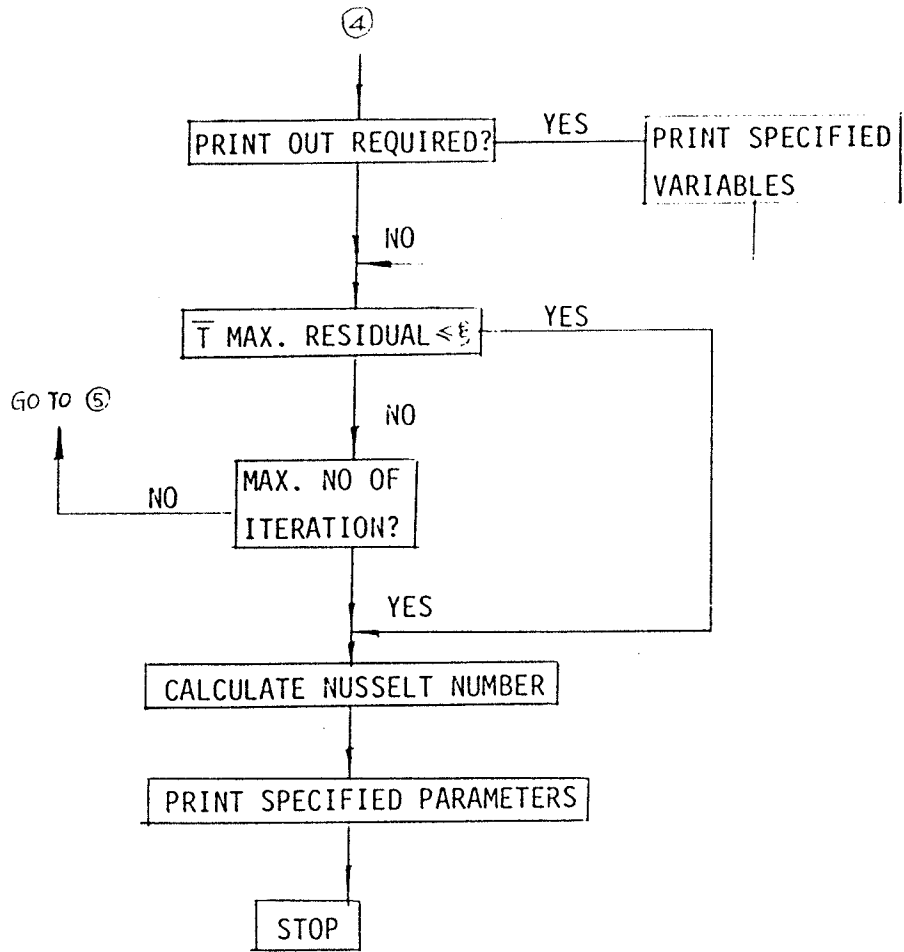 ④
PRINT OUT REQUIRED?
YES
PRINT SPECIFIED
VARIABLES
NO
T̅ MAX. RESIDUAL ≤ ξ
YES
GO TO ⑤
NO
MAX. NO OF
ITERATION?
NO
YES
CALCULATE NUSSELT NUMBER
PRINT SPECIFIED PARAMETERS
STOP